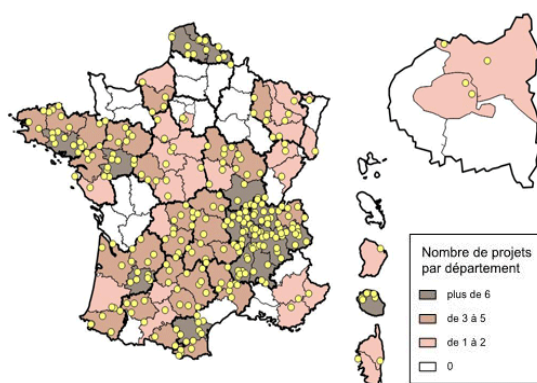 Nombre de projets
par département
plus de 6
de 3 à 5
de 1 à 2
0